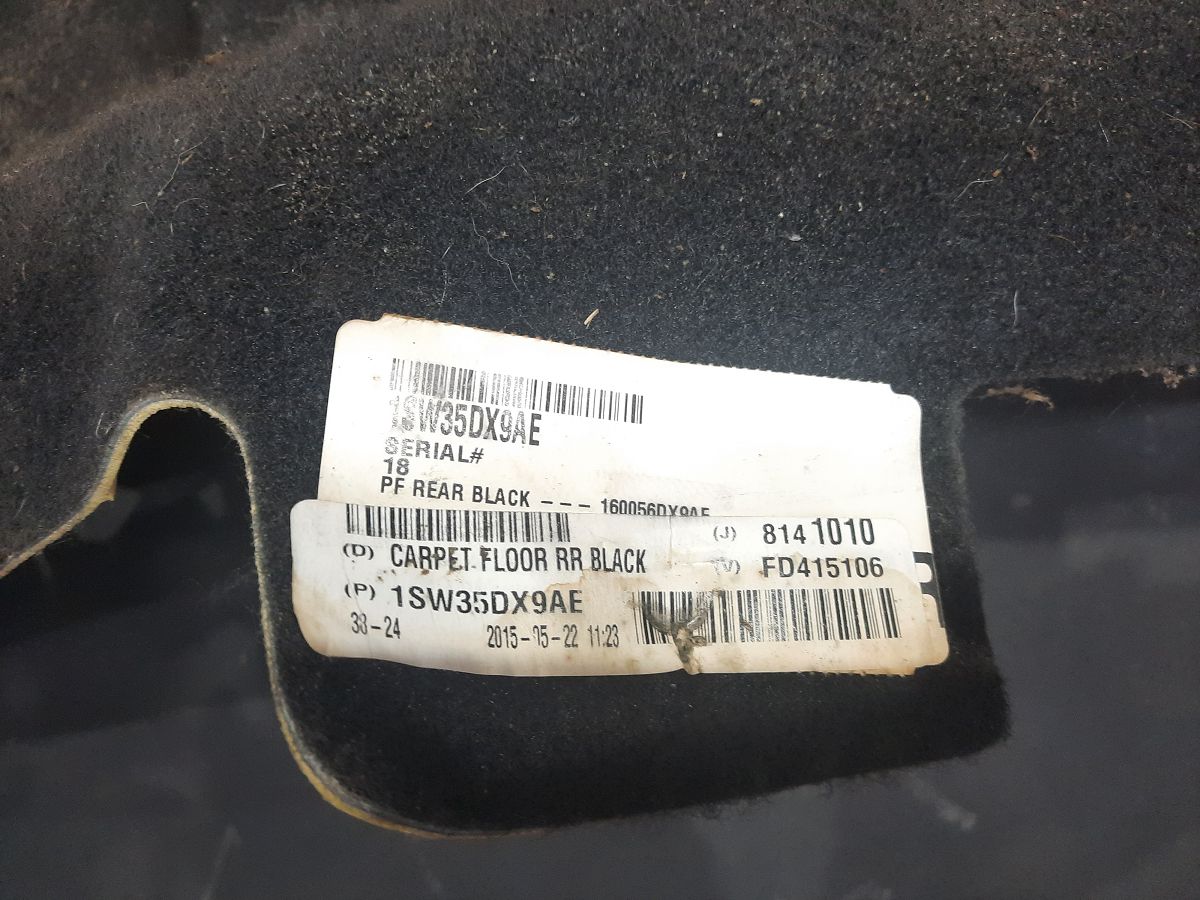 1SW35DX9AE
SERIAL#
18
PF REAR BLACK - - - 160056DX9AE
(J) 8141010
(D) CARPET FLOOR RR BLACK (V) FD415106
(P) 1SW35DX9AE
38-24 2015-05-22 11:23